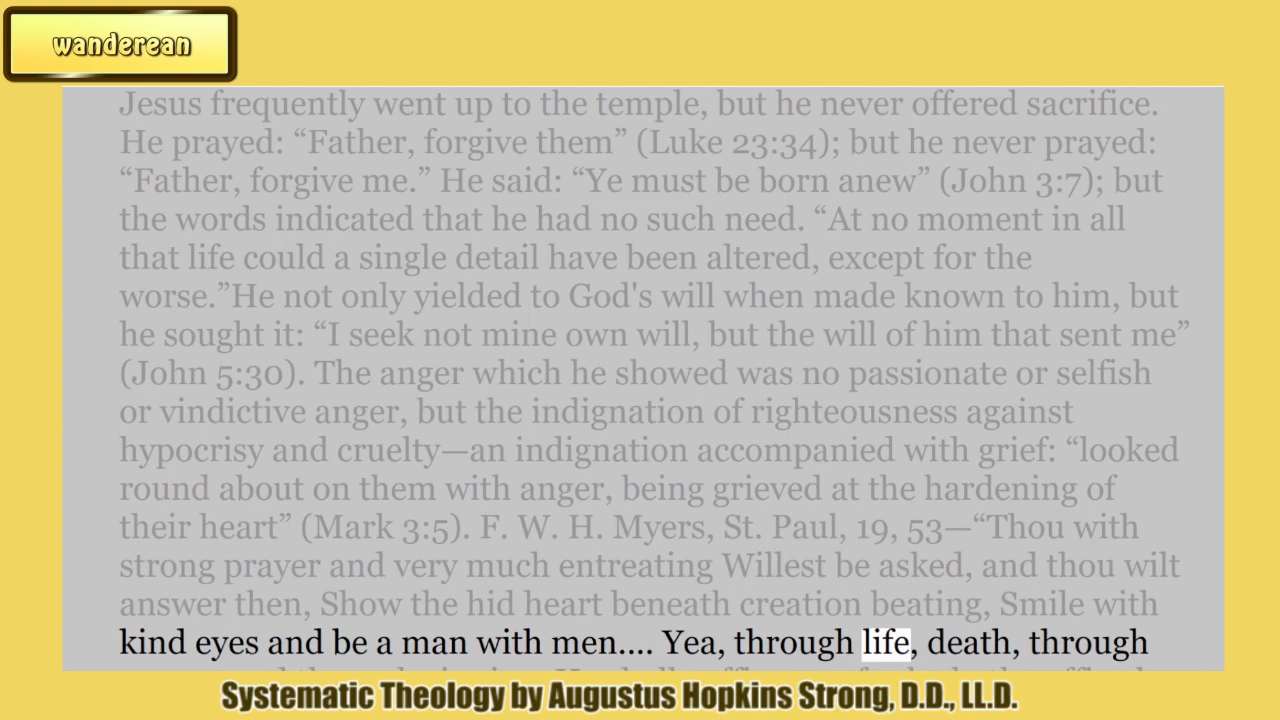 wanderean
Jesus frequently went up to the temple, but he never offered sacrifice.
He prayed: “Father, forgive them” (Luke 23:34); but he never prayed:
“Father, forgive me.” He said: “Ye must be born anew” (John 3:7); but
the words indicated that he had no such need. “At no moment in all
that life could a single detail have been altered, except for the
worse.”He not only yielded to God's will when made known to him, but
he sought it: “I seek not mine own will, but the will of him that sent me”
(John 5:30). The anger which he showed was no passionate or selfish
or vindictive anger, but the indignation of righteousness against
hypocrisy and cruelty—an indignation accompanied with grief: “looked
round about on them with anger, being grieved at the hardening of
their heart” (Mark 3:5). F. W. H. Myers, St. Paul, 19, 53—“Thou with
strong prayer and very much entreating Willest be asked, and thou wilt
answer then, Show the hid heart beneath creation beating, Smile with
kind eyes and be a man with men.... Yea, through life, death, through
Systematic Theology by Augustus Hopkins Strong, D.D., LL.D.